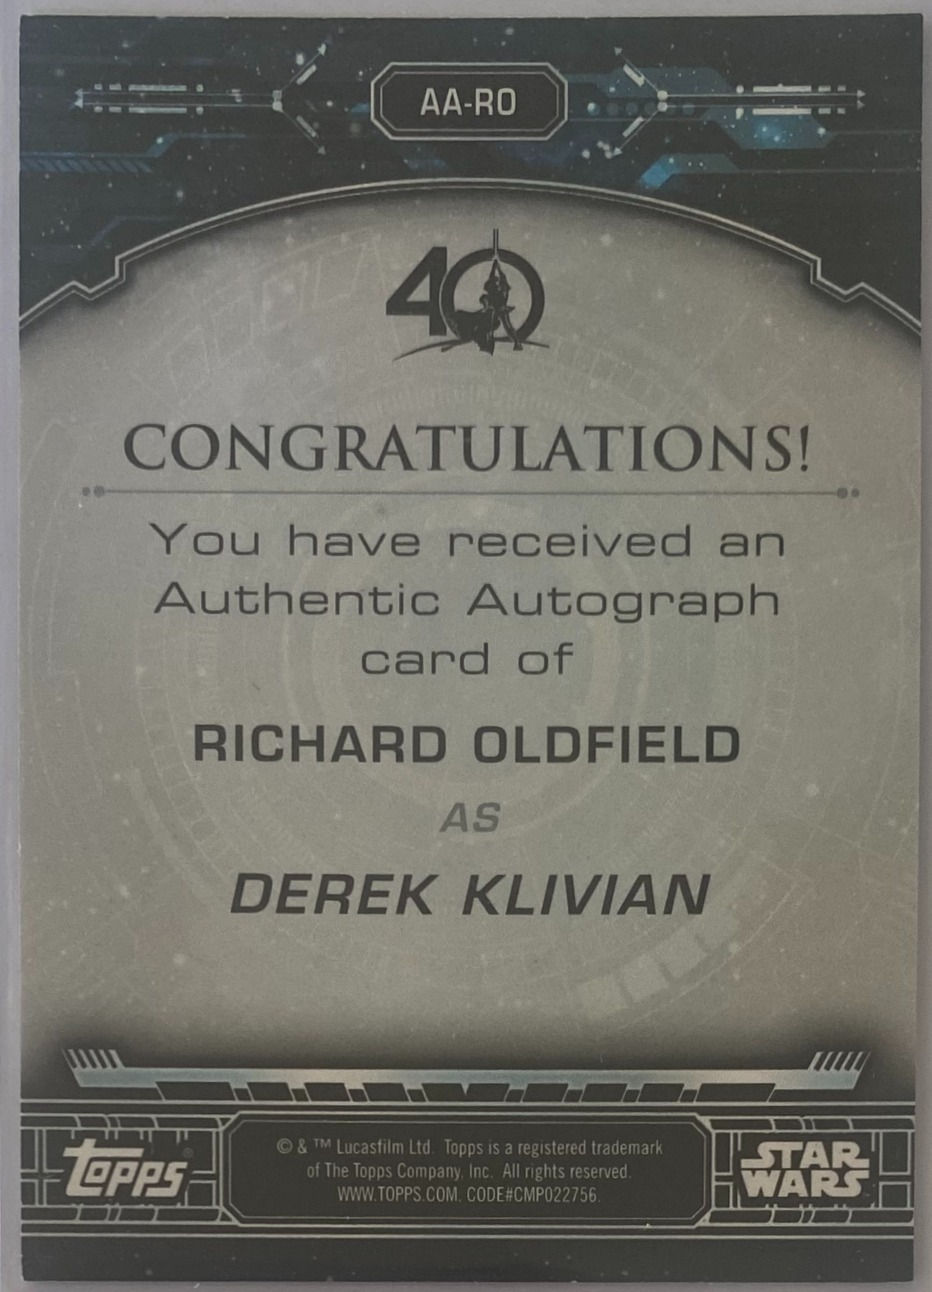 AA-RO
40
CONGRATULATIONS!
You have received an
Authentic Autograph
card of
RICHARD OLDFIELD
AS
DEREK KLIVIAN
topps®
© & ™ Lucasfilm Ltd. Topps is a registered trademark
of The Topps Company, Inc. All rights reserved.
WWW.TOPPS.COM. CODE#CMP022756.
STAR
WARS